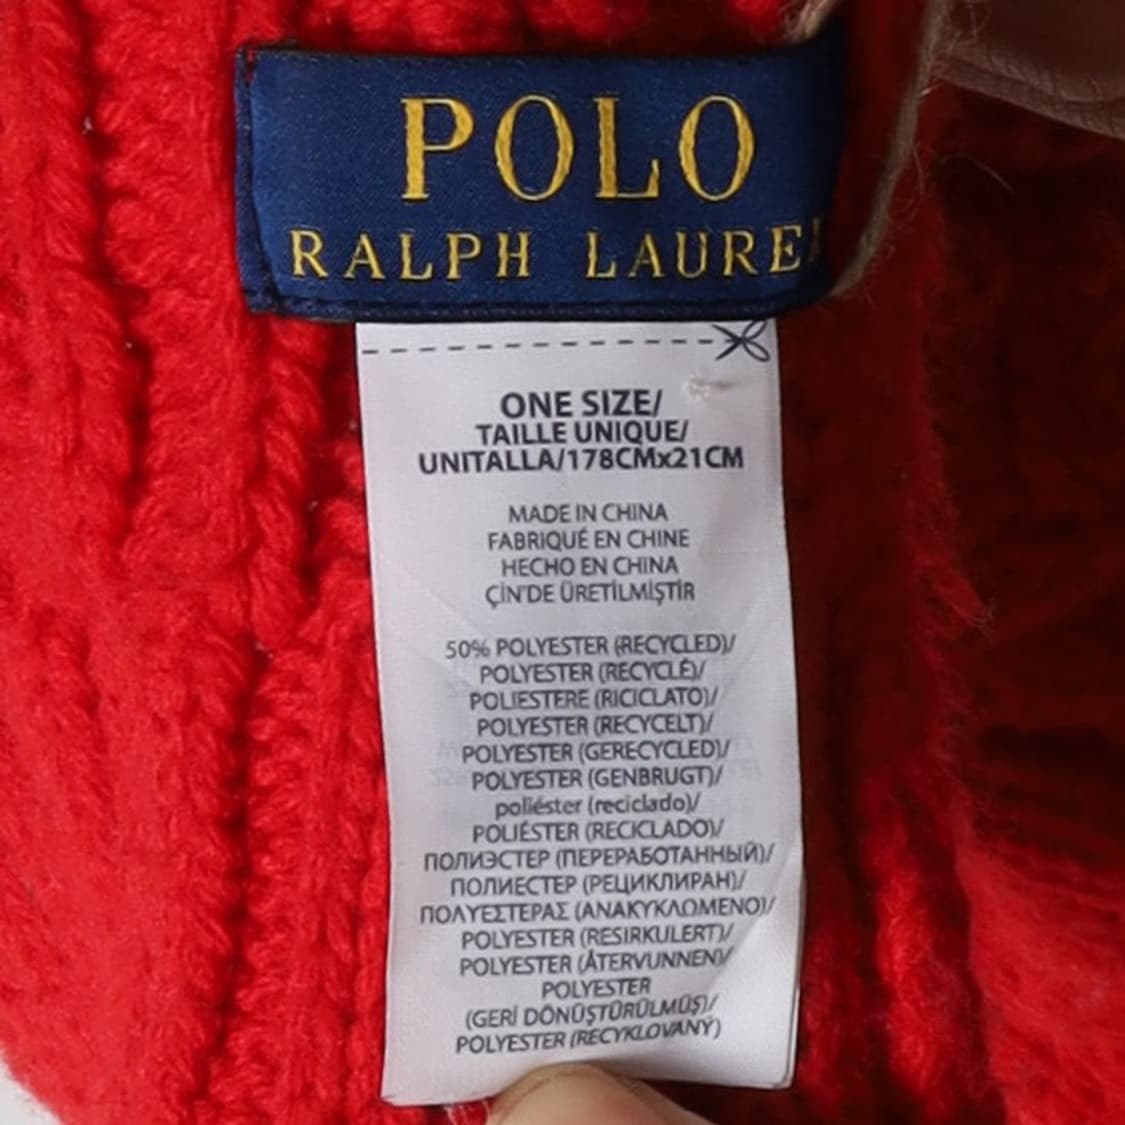 POLO
RALPH LAUREN
ONE SIZE/
TAILLE UNIQUE/
UNITALLA/178CMx21CM
MADE IN CHINA
FABRIQUÉ EN CHINE
HECHO EN CHINA
ÇİN'DE ÜRETİLMİŞTİR
50% POLYESTER (RECYCLED)/
POLYESTER (RECYCLÉ)/
POLIESTERE (RICICLATO)/
POLYESTER (RECYCELT)/
POLYESTER (GERECYCLED)/
POLYESTER (GENBRUGT)/
poliéster (reciclado)/
POLIÉSTER (RECICLADO)/
ПОЛИЭСТЕР (ПЕРЕРАБОТАННЫЙ)/
ПОЛИЕСТЕР (РЕЦИКЛИРАН)/
ΠΟΛΥΕΣΤΕΡΑΣ (ΑΝΑΚΥΚΛΩΜΕΝΟ)/
POLYESTER (RESIRKULERT)/
POLYESTER (ÅTERVUNNEN)/
POLYESTER
(GERİ DÖNÜŞTÜRÜLMÜŞ)/
POLYESTER (RECYKLOVANÝ)